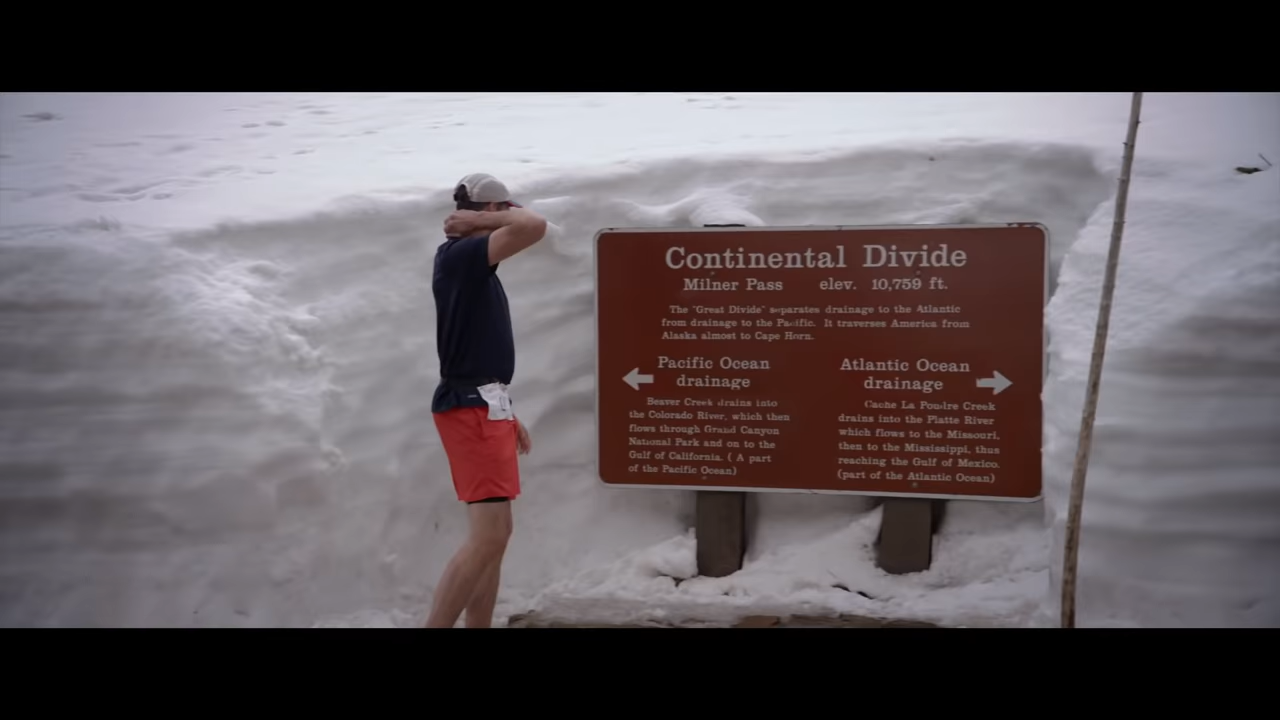 Continental Divide
Milner Pass elev. 10,759 ft.
The "Great Divide" separates drainage to the Atlantic
from drainage to the Pacific. It traverses America from
Alaska almost to Cape Horn.
Pacific Ocean
drainage
Beaver Creek drains into
the Colorado River, which then
flows through Grand Canyon
National Park and on to the
Gulf of California. ( A part
of the Pacific Ocean)
Atlantic Ocean
drainage
Cache La Poudre Creek
drains into the Platte River
which flows to the Missouri,
then to the Mississippi, thus
reaching the Gulf of Mexico.
(part of the Atlantic Ocean)